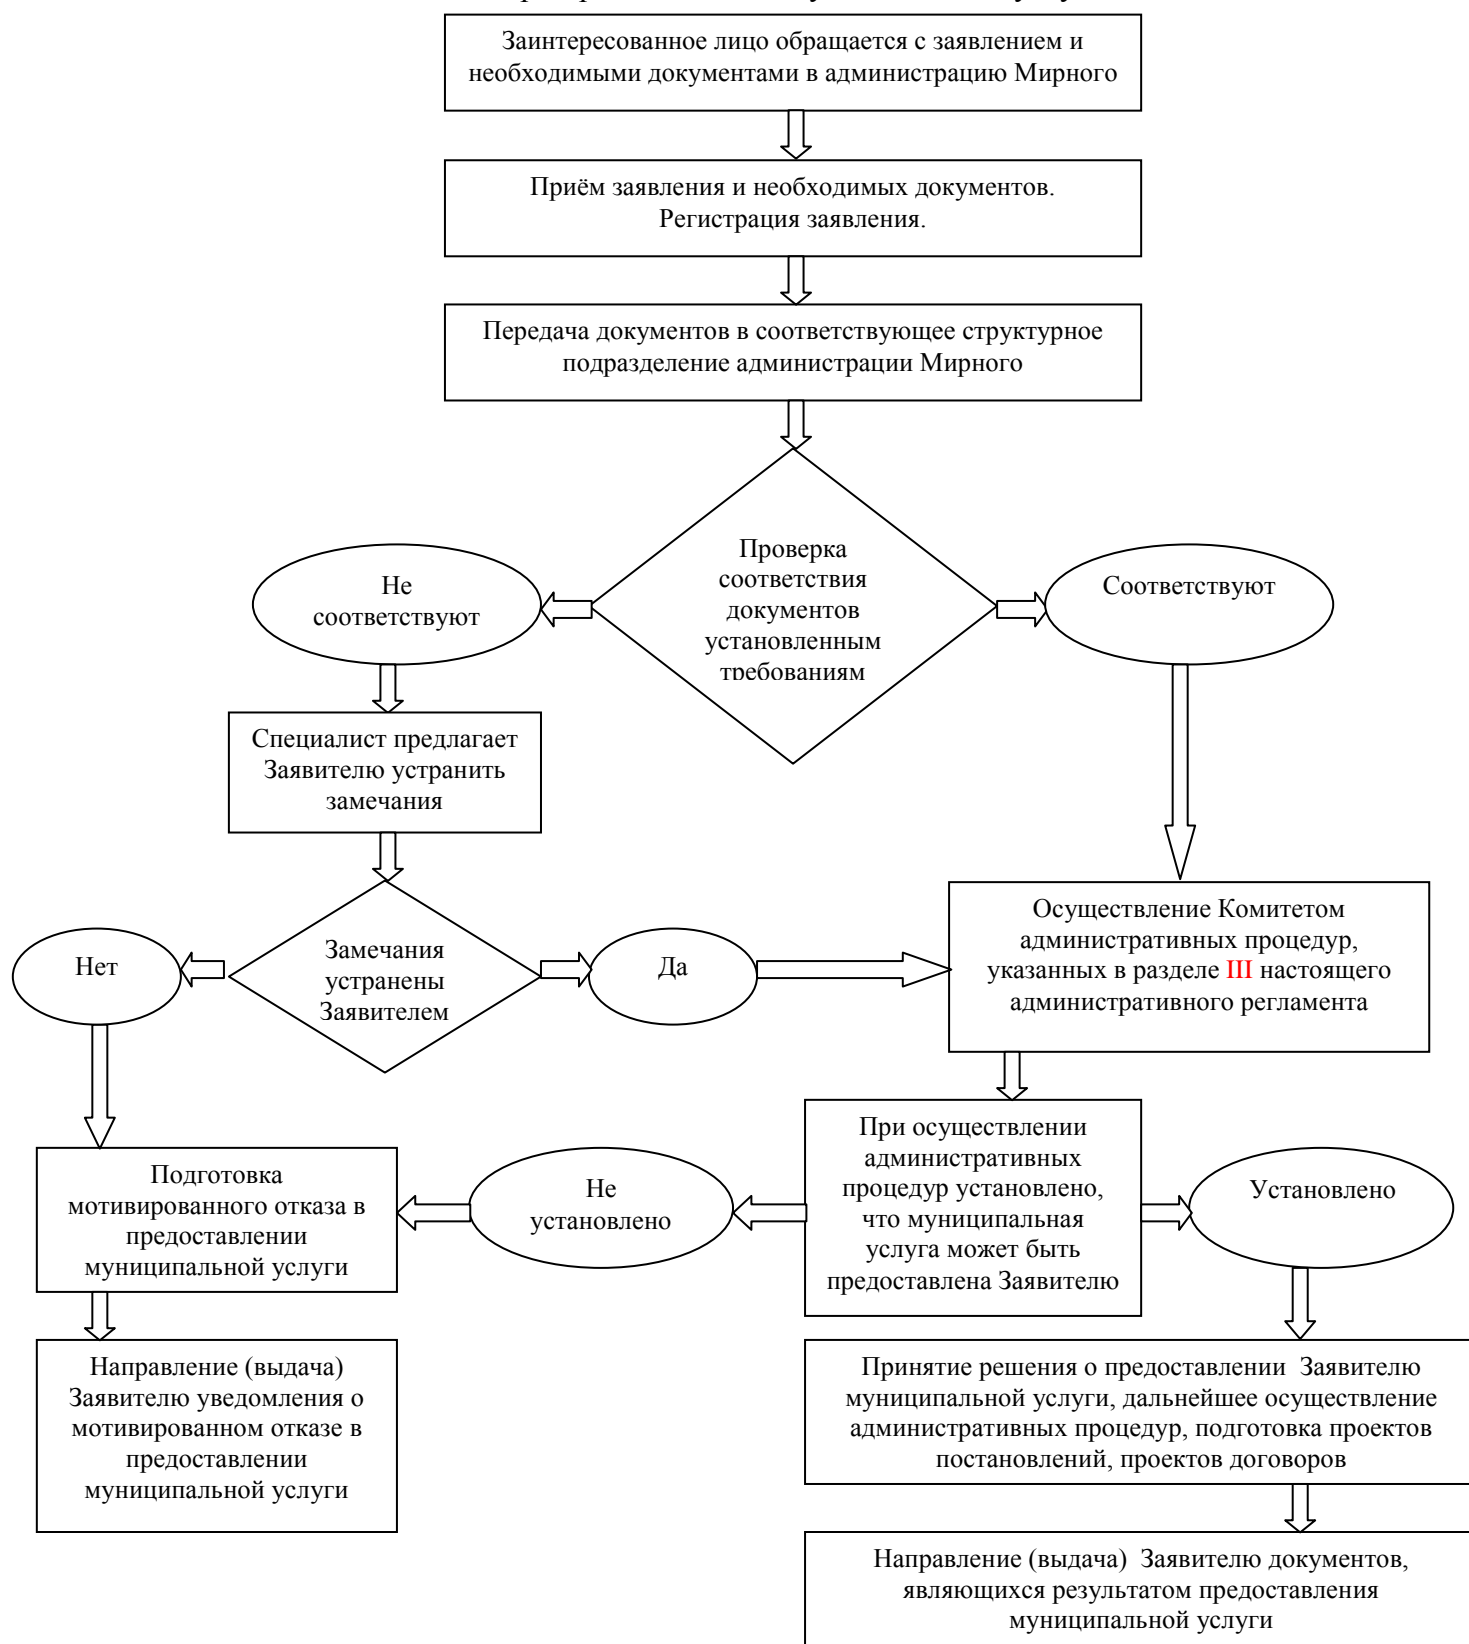 Заинтересованное лицо обращается с заявлением и
необходимыми документами в администрацию Мирного
Приём заявления и необходимых документов.
Регистрация заявления.
Передача документов в соответствующее структурное
подразделение администрации Мирного
Проверка
соответствия
документов
установленным
требованиям
Не
соответствуют
Соответствуют
Специалист предлагает
Заявителю устранить
замечания
Замечания
устранены
Заявителем
Нет
Да
Осуществление Комитетом
административных процедур,
указанных в разделе III настоящего
административного регламента
При осуществлении
административных
процедур установлено,
что муниципальная
услуга может быть
предоставлена Заявителю
Не
установлено
Установлено
Подготовка
мотивированного отказа в
предоставлении
муниципальной услуги
Направление (выдача)
Заявителю уведомления о
мотивированном отказе в
предоставлении
муниципальной услуги
Принятие решения о предоставлении Заявителю
муниципальной услуги, дальнейшее осуществление
административных процедур, подготовка проектов
постановлений, проектов договоров
Направление (выдача) Заявителю документов,
являющихся результатом предоставления
муниципальной услуги